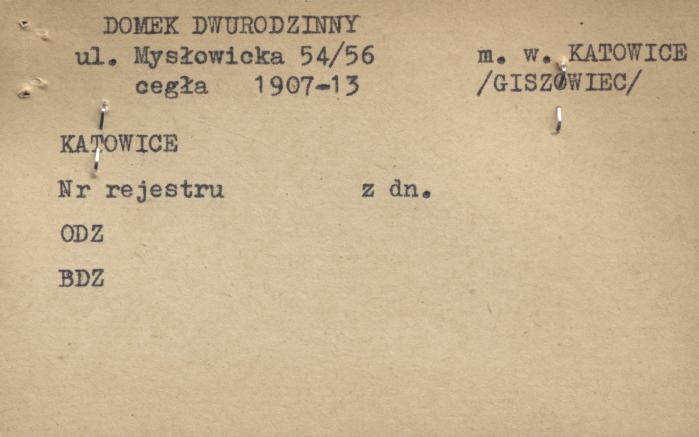 DOMEK DWURODZINNY
ul. Mysłowicka 54/56 m. w. KATOWICE
cegła 1907-13 /GISZOWIEC/
KATOWICE
Nr rejestru z dn.
ODZ
BDZ